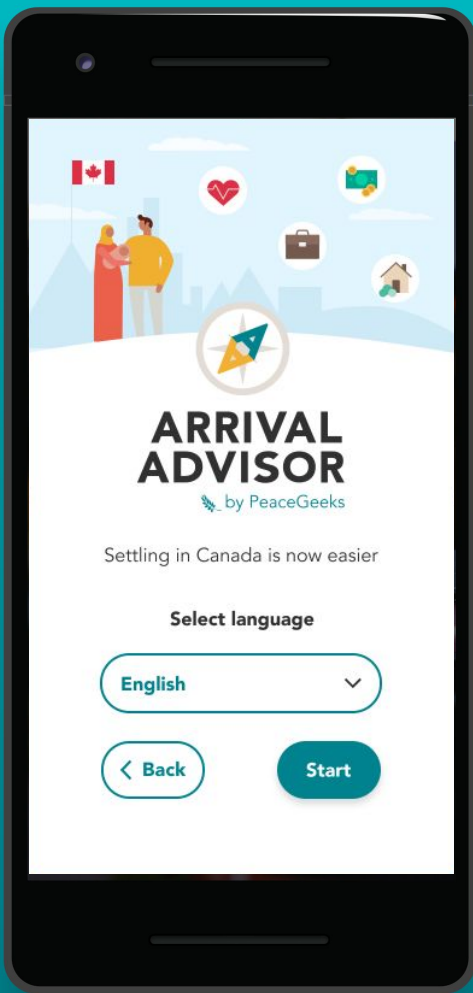 ARRIVAL
ADVISOR
by PeaceGeeks
Settling in Canada is now easier
Select language
English
Back
Start